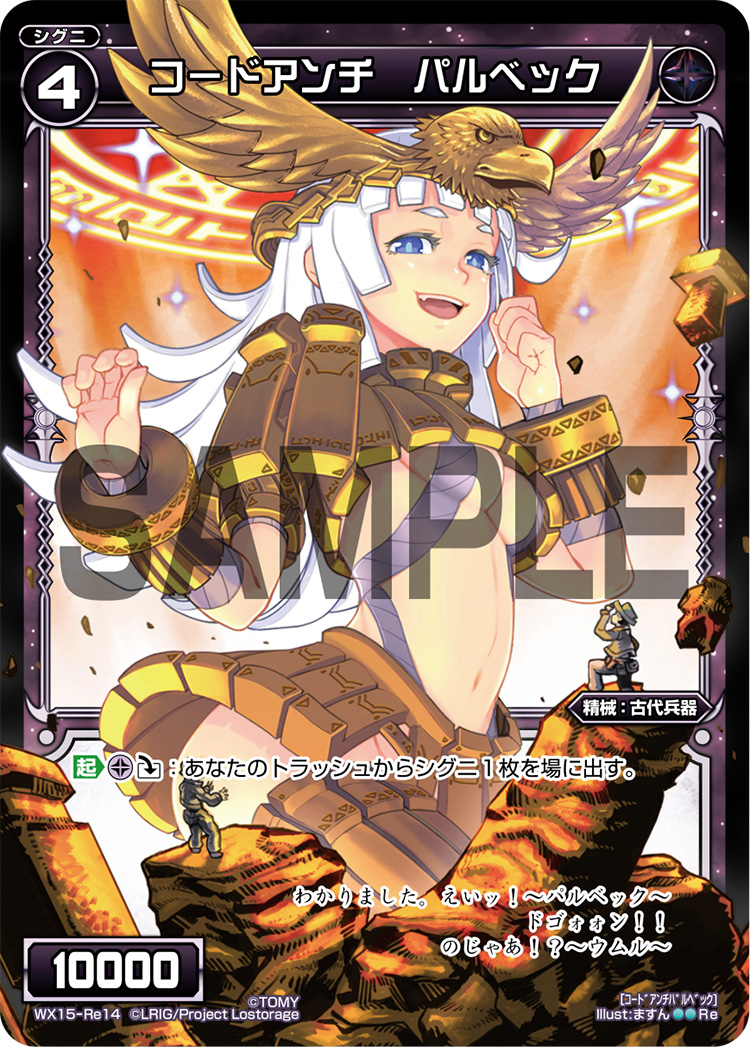 シグニ
4
コードアンチ　パルベック
SAMPLE
精械：古代兵器
起 ：あなたのトラッシュからシグニ1枚を場に出す。
わかりました。えいッ！～パルベック～
ドゴォォン！！
のじゃあ！？～ウムル～
10000
©TOMY
[コードアンチパルベック]
WX15-Re14 ©LRIG/Project Lostorage
Illust:ますん●●Re